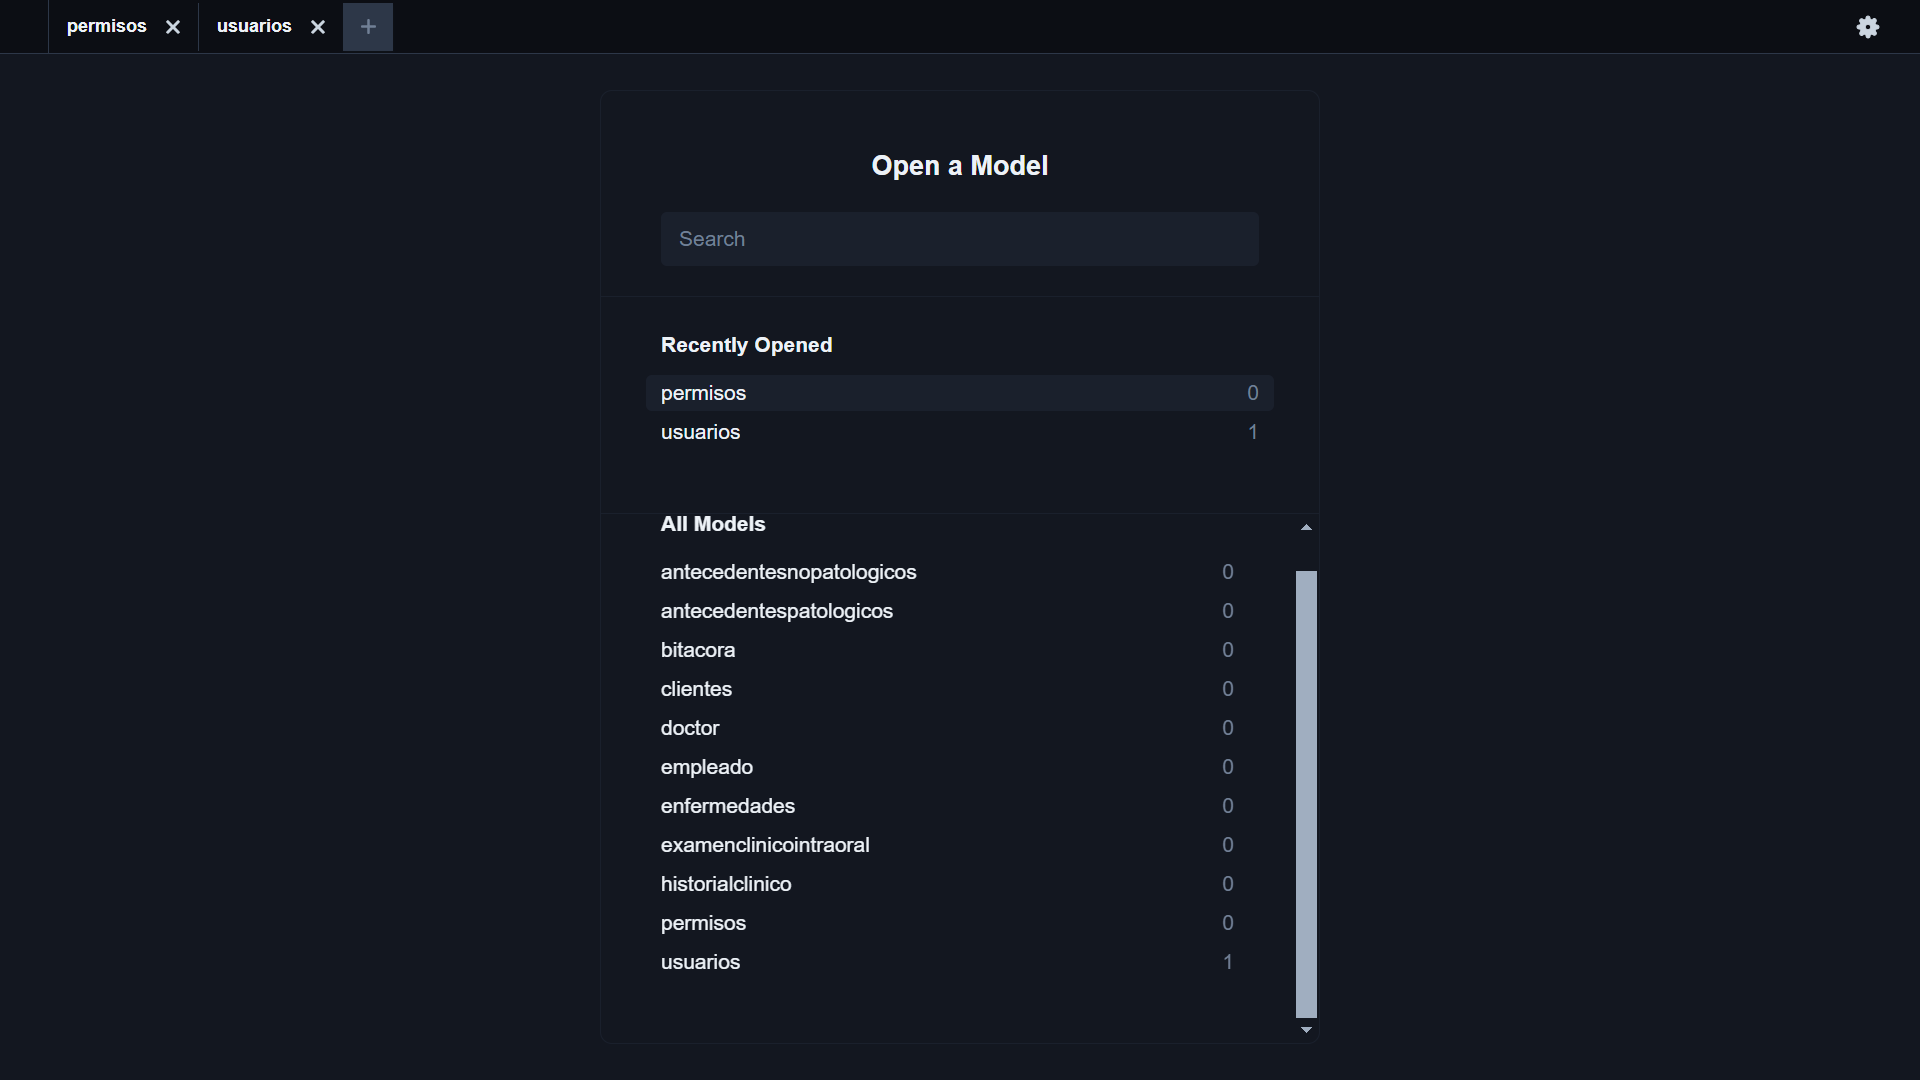 permisos usuarios
Open a Model
Search
Recently Opened
permisos 0
usuarios 1
All Models
antecedentesnopatologicos 0
antecedentespatologicos 0
bitacora 0
clientes 0
doctor 0
empleado 0
enfermedades 0
examenclinicointraoral 0
historialclinico 0
permisos 0
usuarios 1